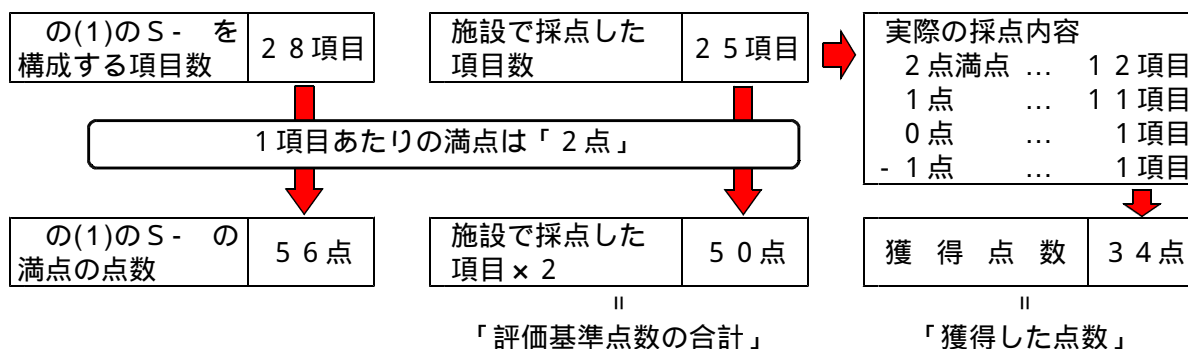 の(1)のS- を
構成する項目数
28項目
施設で採点した
項目数
25項目
実際の採点内容
2点満点 … 12項目
1点 … 11項目
0点 … 1項目
-1点 … 1項目
1項目あたりの満点は「2点」
の(1)のS- の
満点の点数
56点
施設で採点した
項目×2
50点
獲得点数
34点
=
「評価基準点数の合計」
=
「獲得した点数」